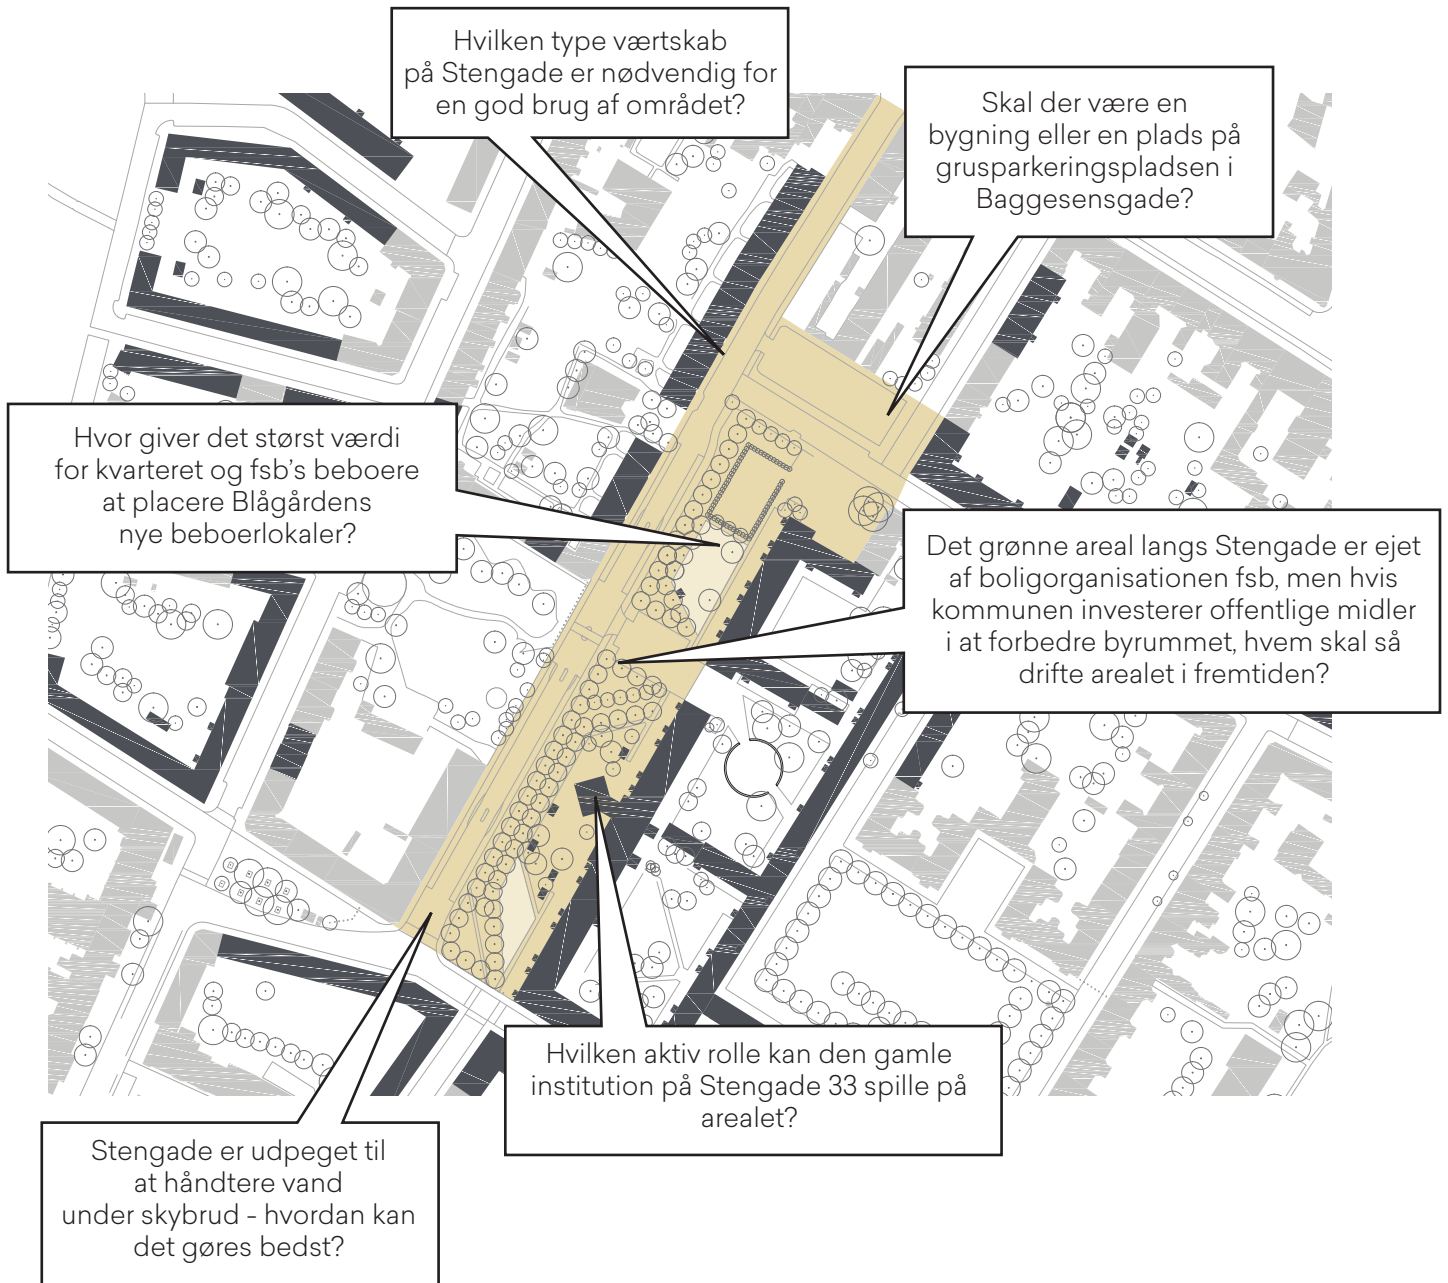 Hvilken type værtskab
på Stengade er nødvendig for
en god brug af området?
Skal der være en
bygning eller en plads på
grusparkeringspladsen i
Baggesensgade?
Hvor giver det størst værdi
for kvarteret og fsb's beboere
at placere Blågårdens
nye beboerlokaler?
Det grønne areal langs Stengade er ejet
af boligorganisationen fsb, men hvis
kommunen investerer offentlige midler
i at forbedre byrummet, hvem skal så
drifte arealet i fremtiden?
Hvilken aktiv rolle kan den gamle
institution på Stengade 33 spille på
arealet?
Stengade er udpeget til
at håndtere vand
under skybrud - hvordan kan
det gøres bedst?